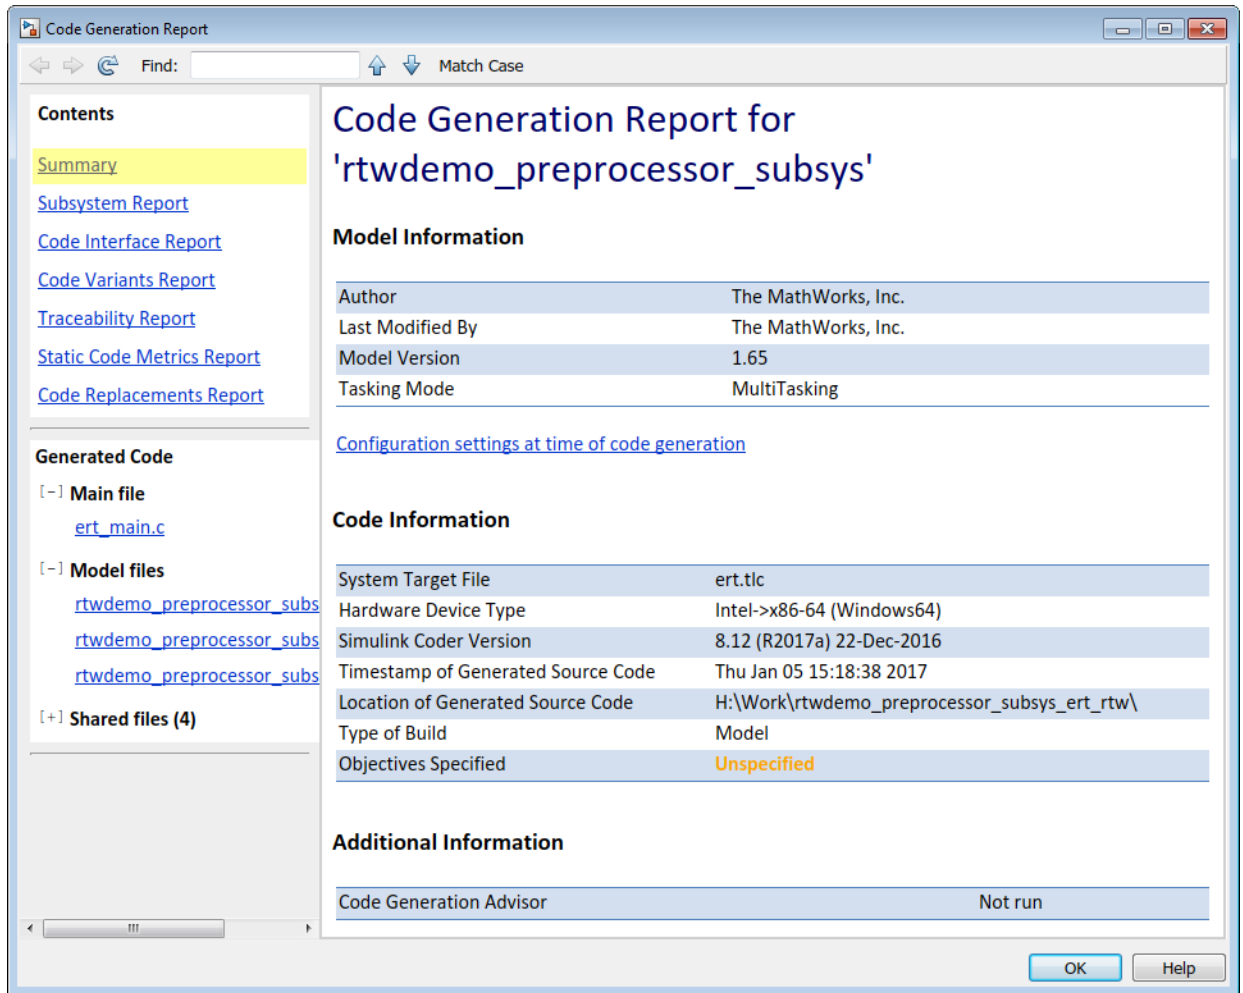 Code Generation Report
Find:
Match Case
Contents
Summary
Subsystem Report
Code Interface Report
Code Variants Report
Traceability Report
Static Code Metrics Report
Code Replacements Report
Generated Code
[-] Main file
ert_main.c
[-] Model files
rtwdemo_preprocessor_subs
rtwdemo_preprocessor_subs
rtwdemo_preprocessor_subs
[+] Shared files (4)
Code Generation Report for
'rtwdemo_preprocessor_subsys'
Model Information
Author The MathWorks, Inc.
Last Modified By The MathWorks, Inc.
Model Version 1.65
Tasking Mode MultiTasking
Configuration settings at time of code generation
Code Information
System Target File ert.tlc
Hardware Device Type Intel->x86-64 (Windows64)
Simulink Coder Version 8.12 (R2017a) 22-Dec-2016
Timestamp of Generated Source Code Thu Jan 05 15:18:38 2017
Location of Generated Source Code H:\Work\rtwdemo_preprocessor_subsys_ert_rtw\
Type of Build Model
Objectives Specified Unspecified
Additional Information
Code Generation Advisor Not run
OK
Help